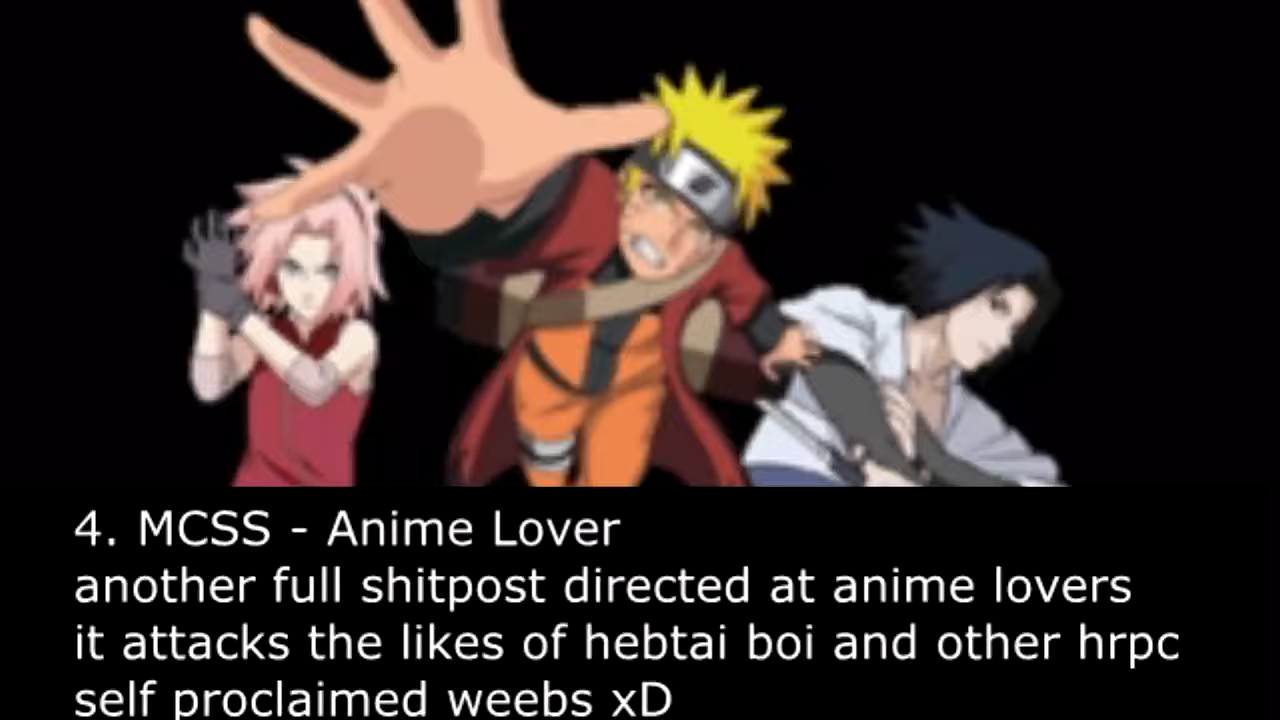 4. MCSS - Anime Lover
another full shitpost directed at anime lovers
it attacks the likes of hebtai boi and other hrpc
self proclaimed weebs xD